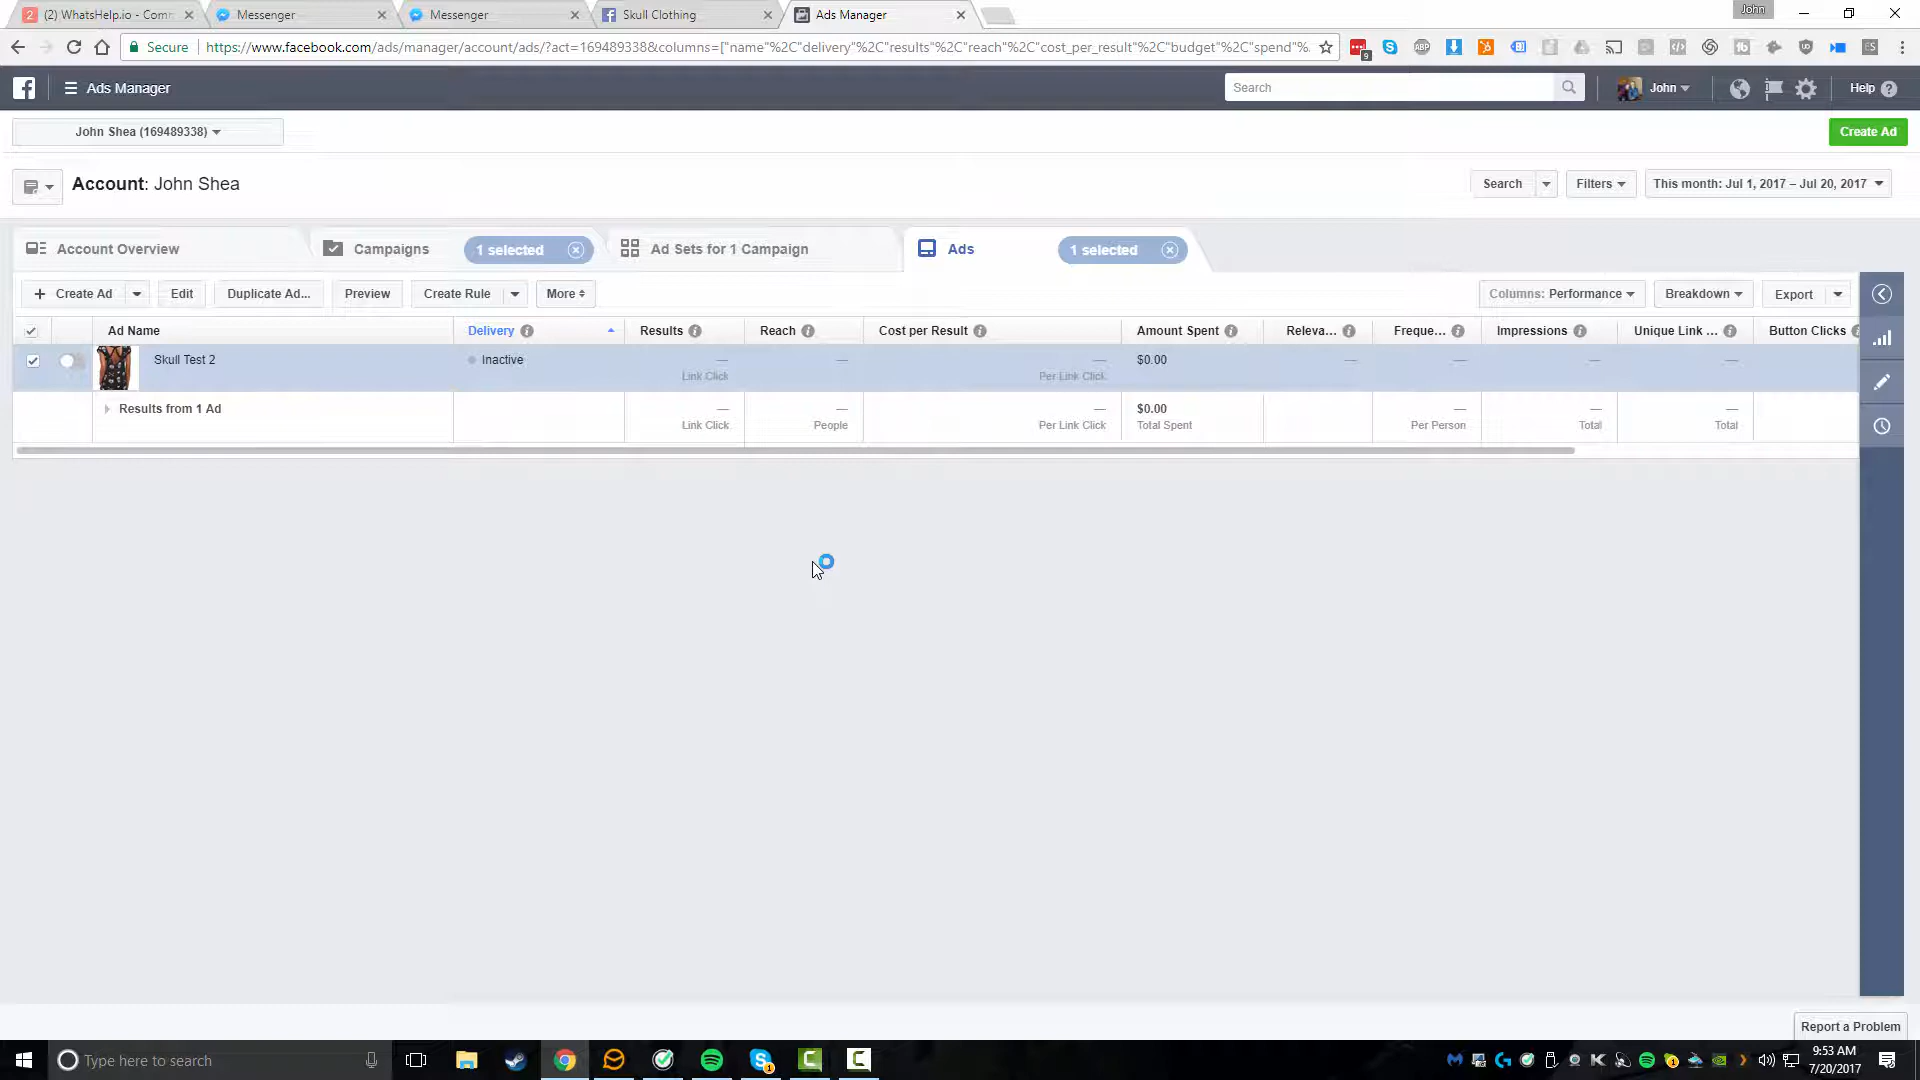 (2) WhatsHelp.io - Comm
Messenger
Messenger
Skull Clothing
Ads Manager
John
Secure
https://www.facebook.com/ads/manager/account/ads/?act=169489338&columns=["name"%2C"delivery"%2C"results"%2C"reach"%2C"cost_per_result"%2C"budget"%2C"spend"%.
Ads Manager
Search
John
Help
John Shea (169489338)
Create Ad
Account: John Shea
Search
Filters
This month: Jul 1, 2017 – Jul 20, 2017
Account Overview
Campaigns
1 selected
Ad Sets for 1 Campaign
Ads
1 selected
+ Create Ad
Edit
Duplicate Ad...
Preview
Create Rule
More
Columns: Performance
Breakdown
Export
Ad Name
Delivery
Results
Reach
Cost per Result
Amount Spent
Releva...
Freque...
Impressions
Unique Link ...
Button Clicks
Skull Test 2
Inactive
—
—
—
$0.00
—
—
—
—
Link Click
Per Link Click
Results from 1 Ad
—
—
—
$0.00
—
—
—
Link Click
People
Per Link Click
Total Spent
Per Person
Total
Total
Report a Problem
Type here to search
9:53 AM
7/20/2017